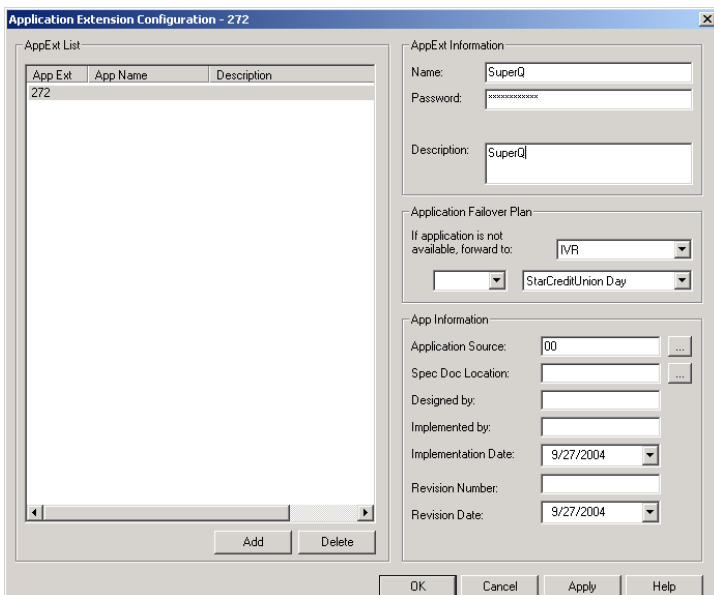 Application Extension Configuration - 272
AppExt List
App Ext App Name Description
272
Add Delete
AppExt Information
Name: SuperQ
Password: xxxxxxxxxxxx
Description: SuperQ
Application Failover Plan
If application is not
available, forward to: IVR
StarCreditUnion Day
App Information
Application Source: 00 ...
Spec Doc Location: ...
Designed by:
Implemented by:
Implementation Date: 9/27/2004
Revision Number:
Revision Date: 9/27/2004
OK Cancel Apply Help